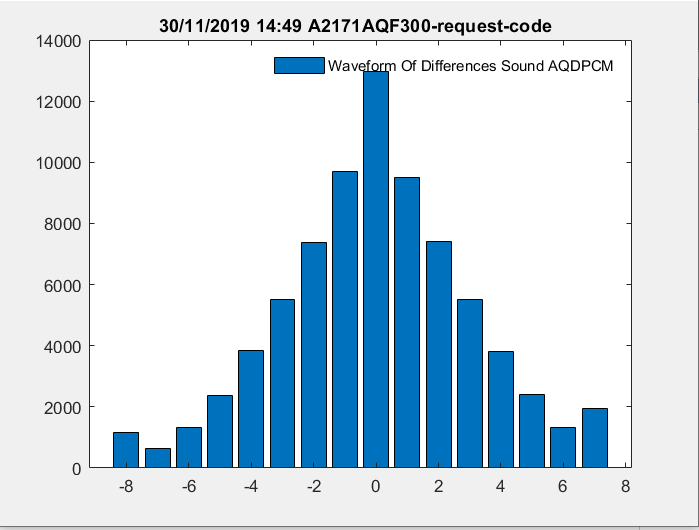 30/11/2019 14:49 A2171AQF300-request-code
Waveform Of Differences Sound AQDPCM
14000
12000
10000
8000
6000
4000
2000
0
-8 -6 -4 -2 0 2 4 6 8